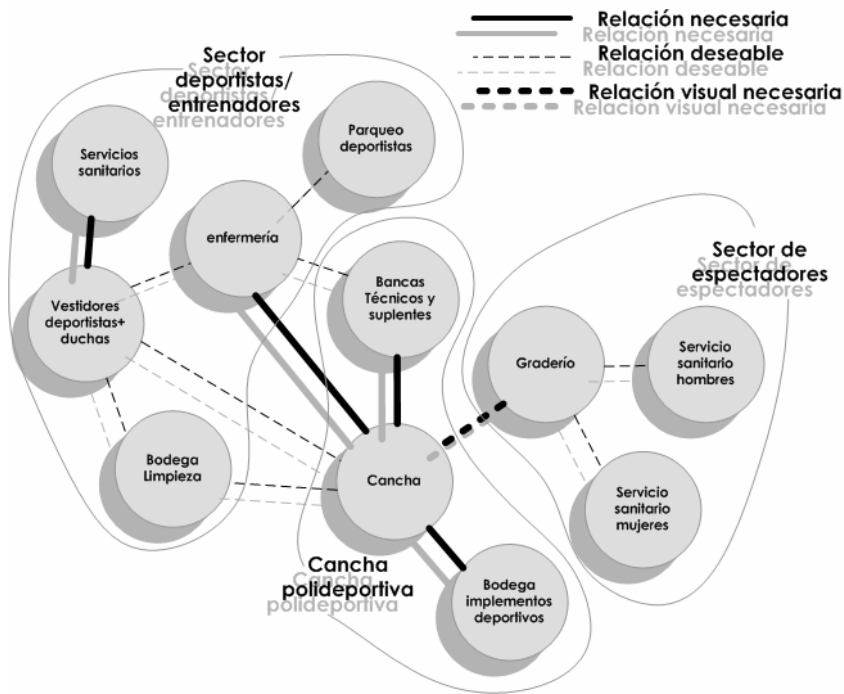 Relación necesaria
Relación necesaria
Relación deseable
Relación deseable
Relación visual necesaria
Relación visual necesaria
Sector
deportistas/
entrenadores
Sector
deportistas/
entrenadores
Servicios
sanitarios
Parqueo
deportistas
enfermería
Vestidores
deportistas+
duchas
Bancas
Técnicos y
suplentes
Sector de
espectadores
Sector de
espectadores
Graderío
Servicio
sanitario
hombres
Bodega
Limpieza
Cancha
Servicio
sanitario
mujeres
Cancha
polideportiva
Cancha
polideportiva
Bodega
implementos
deportivos